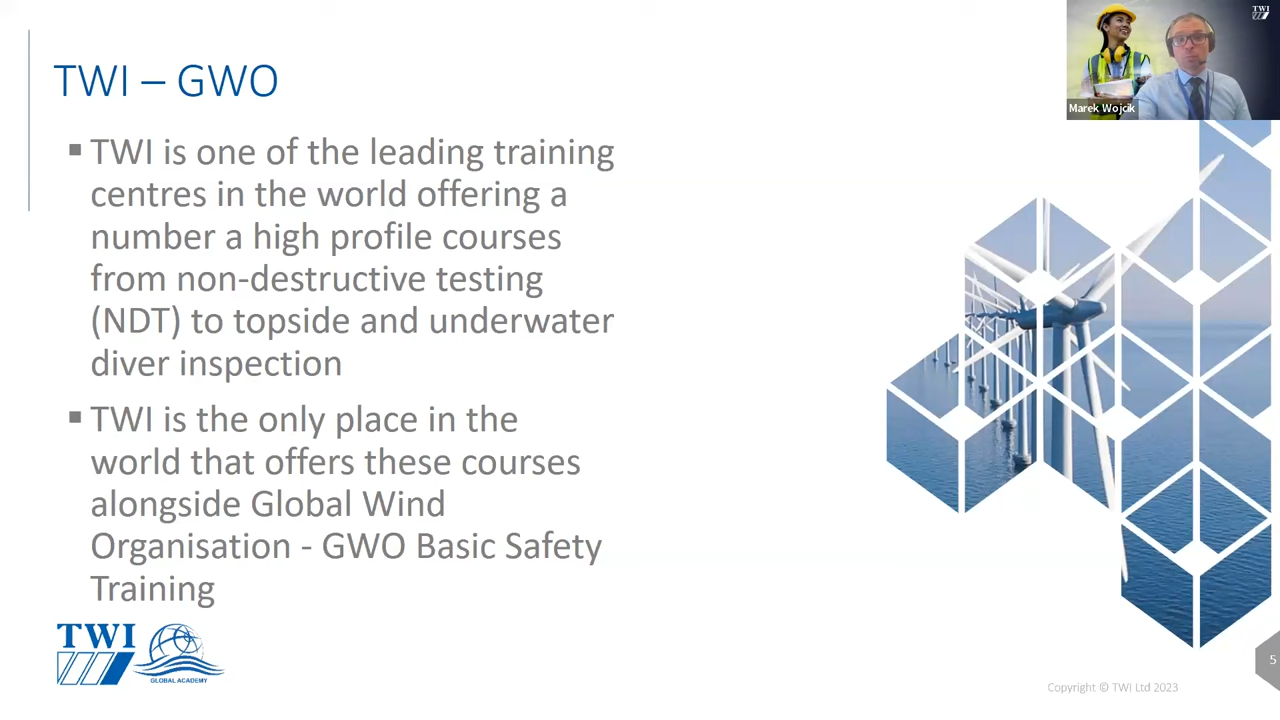 TWI
Marek Wojcik
TWI – GWO
▪ TWI is one of the leading training
centres in the world offering a
number a high profile courses
from non-destructive testing
(NDT) to topside and underwater
diver inspection
▪ TWI is the only place in the
world that offers these courses
alongside Global Wind
Organisation - GWO Basic Safety
Training
TWI
GLOBAL ACADEMY
5
Copyright © TWI Ltd 2023